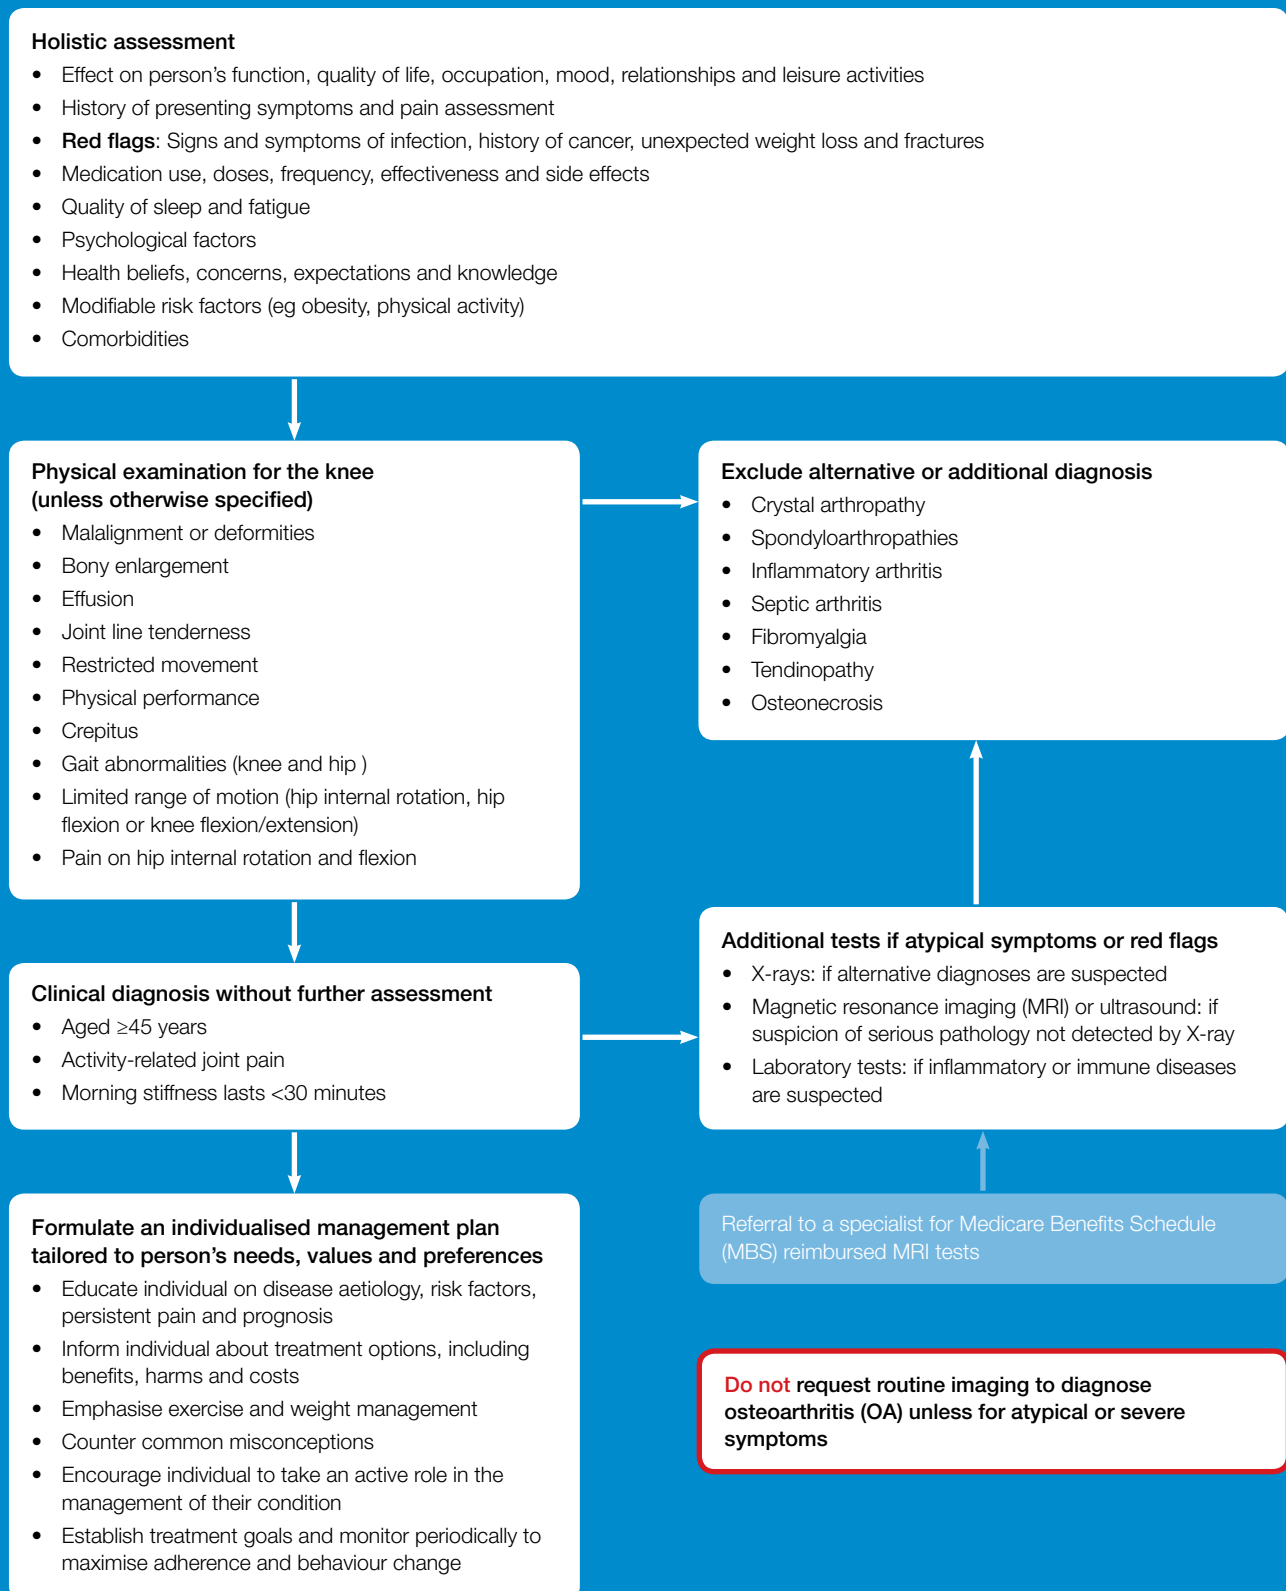 Holistic assessment
• Effect on person’s function, quality of life, occupation, mood, relationships and leisure activities
• History of presenting symptoms and pain assessment
• Red flags: Signs and symptoms of infection, history of cancer, unexpected weight loss and fractures
• Medication use, doses, frequency, effectiveness and side effects
• Quality of sleep and fatigue
• Psychological factors
• Health beliefs, concerns, expectations and knowledge
• Modifiable risk factors (eg obesity, physical activity)
• Comorbidities
Physical examination for the knee
(unless otherwise specified)
• Malalignment or deformities
• Bony enlargement
• Effusion
• Joint line tenderness
• Restricted movement
• Physical performance
• Crepitus
• Gait abnormalities (knee and hip )
• Limited range of motion (hip internal rotation, hip
flexion or knee flexion/extension)
• Pain on hip internal rotation and flexion
Exclude alternative or additional diagnosis
• Crystal arthropathy
• Spondyloarthropathies
• Inflammatory arthritis
• Septic arthritis
• Fibromyalgia
• Tendinopathy
• Osteonecrosis
Clinical diagnosis without further assessment
• Aged ≥45 years
• Activity-related joint pain
• Morning stiffness lasts <30 minutes
Additional tests if atypical symptoms or red flags
• X-rays: if alternative diagnoses are suspected
• Magnetic resonance imaging (MRI) or ultrasound: if
suspicion of serious pathology not detected by X-ray
• Laboratory tests: if inflammatory or immune diseases
are suspected
Formulate an individualised management plan
tailored to person’s needs, values and preferences
• Educate individual on disease aetiology, risk factors,
persistent pain and prognosis
• Inform individual about treatment options, including
benefits, harms and costs
• Emphasise exercise and weight management
• Counter common misconceptions
• Encourage individual to take an active role in the
management of their condition
• Establish treatment goals and monitor periodically to
maximise adherence and behaviour change
Referral to a specialist for Medicare Benefits Schedule
(MBS) reimbursed MRI tests
Do not request routine imaging to diagnose
osteoarthritis (OA) unless for atypical or severe
symptoms